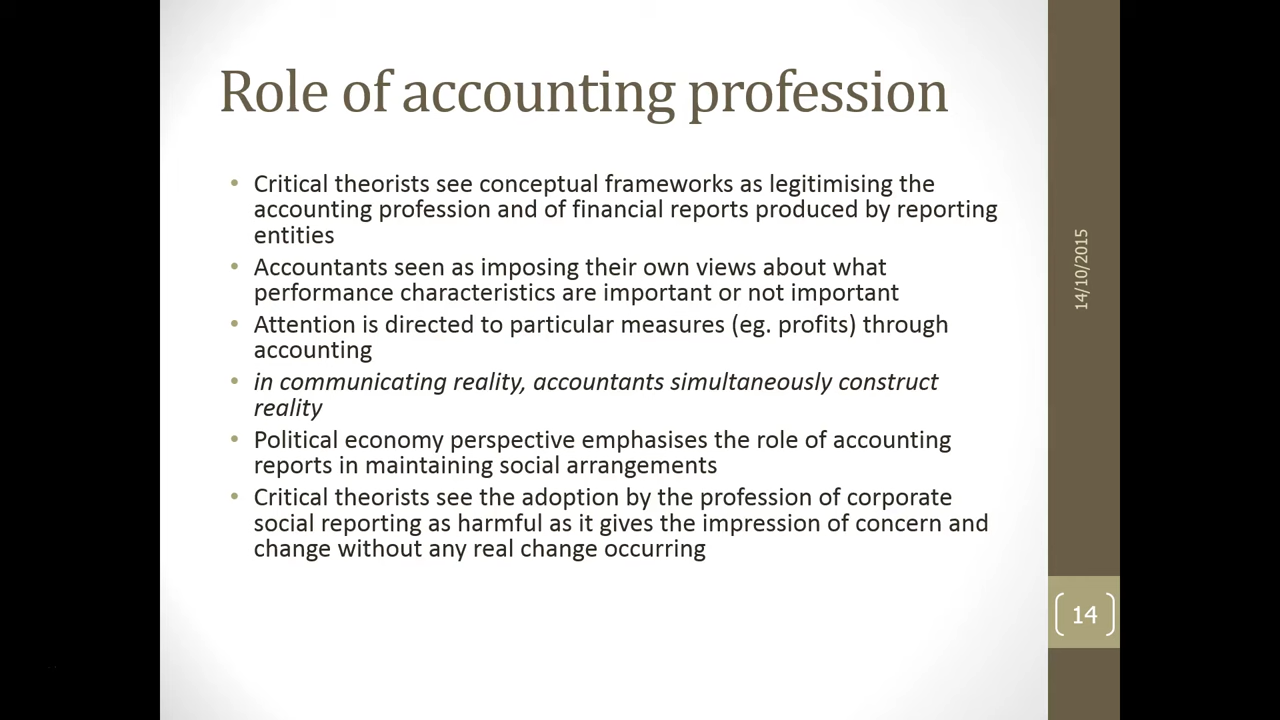 Role of accounting profession
• Critical theorists see conceptual frameworks as legitimising the
accounting profession and of financial reports produced by reporting
entities
• Accountants seen as imposing their own views about what
performance characteristics are important or not important
• Attention is directed to particular measures (eg. profits) through
accounting
• in communicating reality, accountants simultaneously construct
reality
• Political economy perspective emphasises the role of accounting
reports in maintaining social arrangements
• Critical theorists see the adoption by the profession of corporate
social reporting as harmful as it gives the impression of concern and
change without any real change occurring
14/10/2015
14